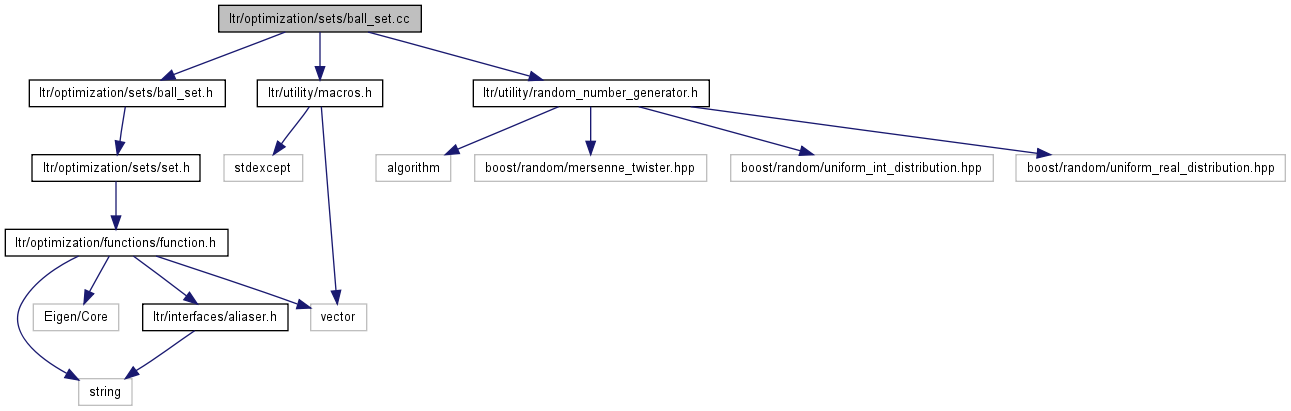 ltr/optimization/sets/ball_set.cc
ltr/optimization/sets/ball_set.h
ltr/utility/macros.h
ltr/utility/random_number_generator.h
ltr/optimization/sets/set.h
stdexcept
algorithm
boost/random/mersenne_twister.hpp
boost/random/uniform_int_distribution.hpp
boost/random/uniform_real_distribution.hpp
ltr/optimization/functions/function.h
Eigen/Core
ltr/interfaces/aliaser.h
vector
string